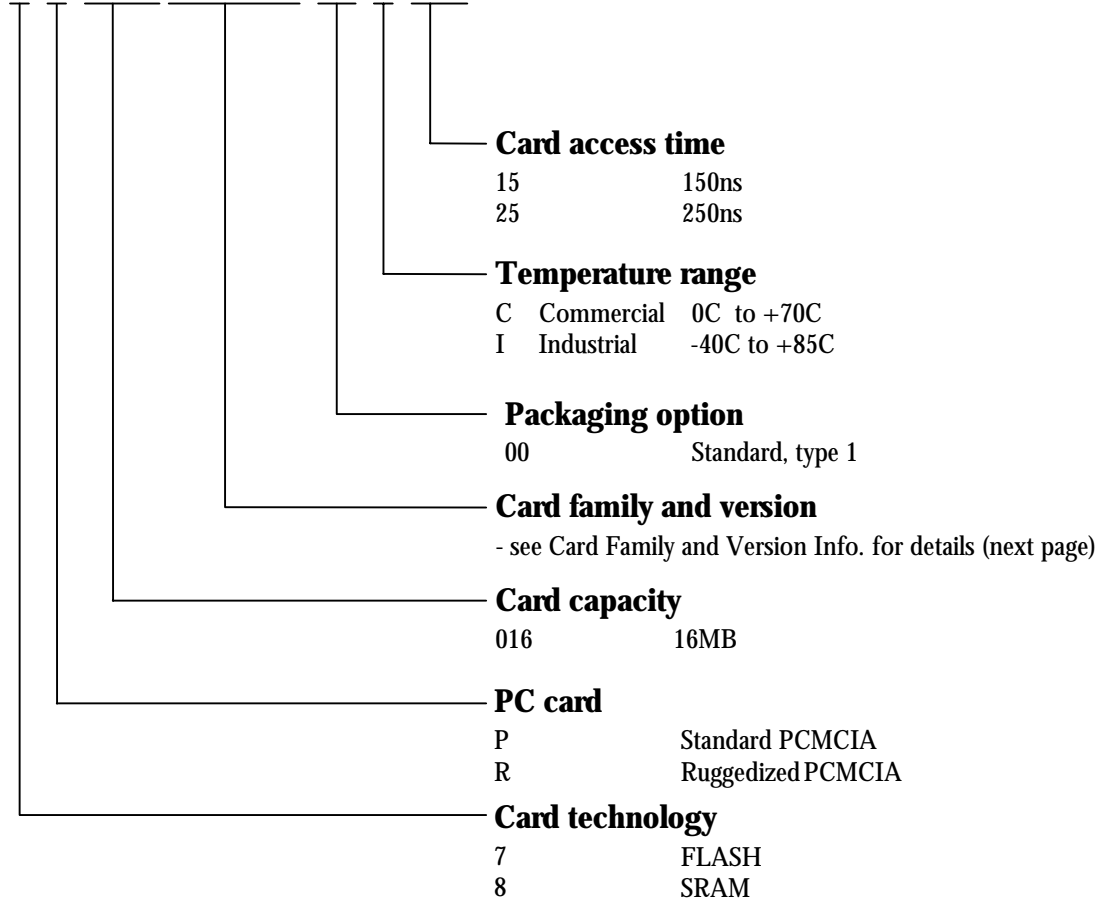 Card access time
15 150ns
25 250ns
Temperature range
C Commercial 0C to +70C
I Industrial -40C to +85C
Packaging option
00 Standard, type 1
Card family and version
- see Card Family and Version Info. for details (next page)
Card capacity
016 16MB
PC card
P Standard PCMCIA
R Ruggedized PCMCIA
Card technology
7 FLASH
8 SRAM